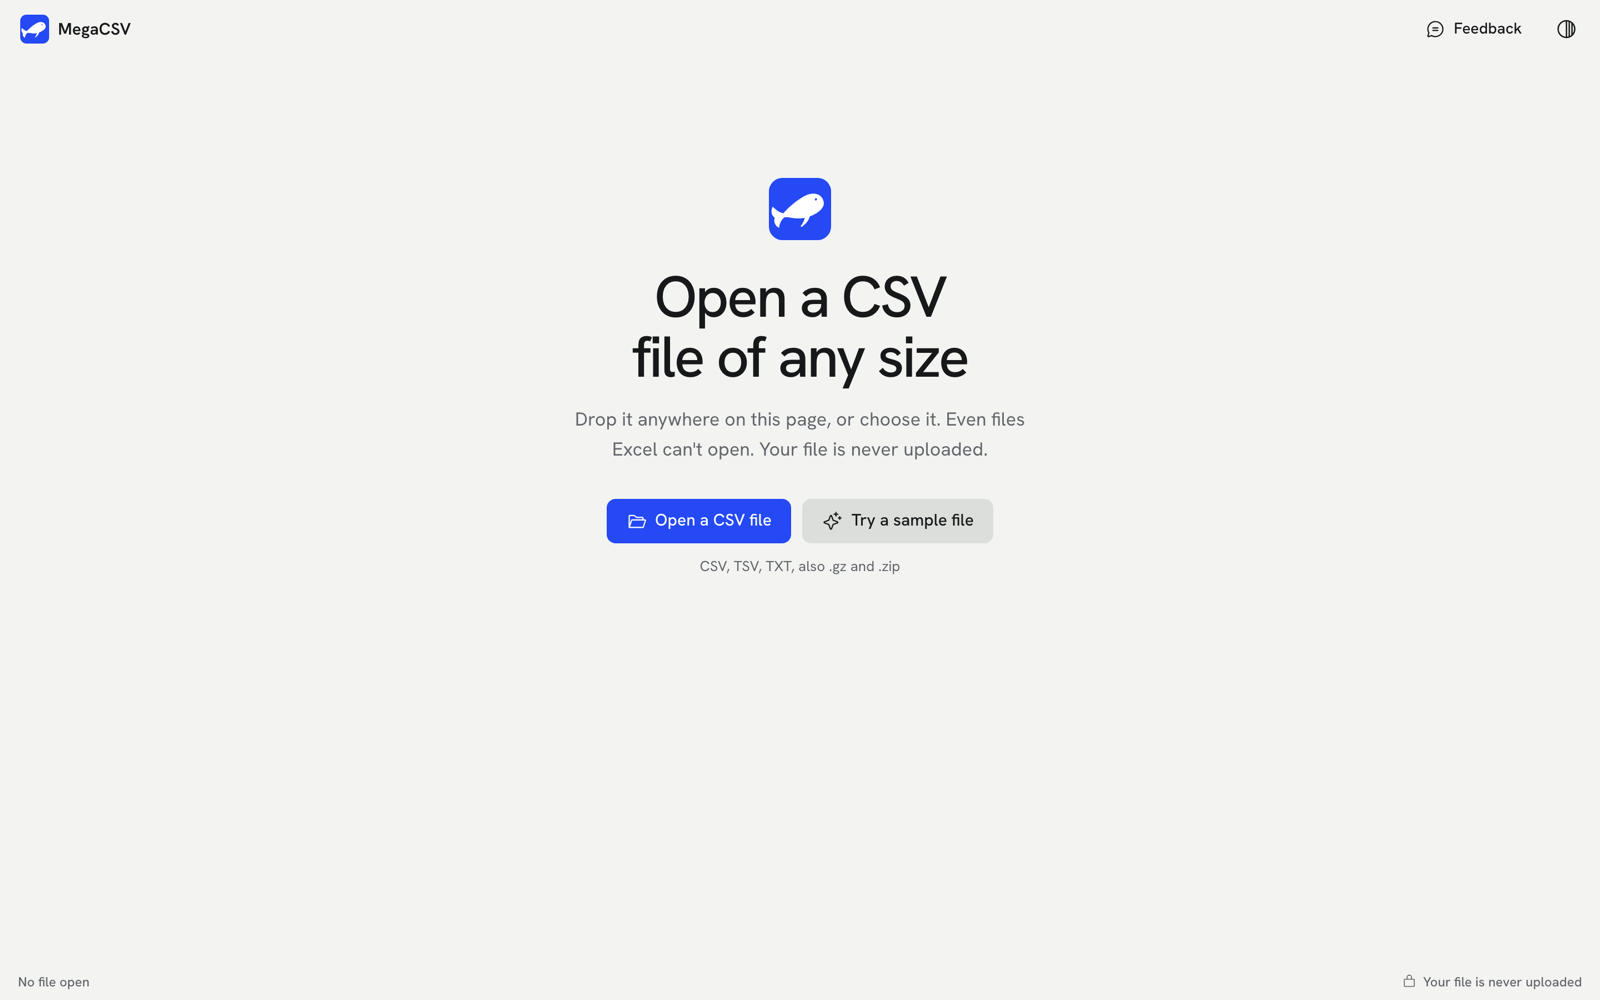 MegaCSV
Feedback
Open a CSV
file of any size
Drop it anywhere on this page, or choose it. Even files
Excel can't open. Your file is never uploaded.
Open a CSV file
Try a sample file
CSV, TSV, TXT, also .gz and .zip
No file open
Your file is never uploaded